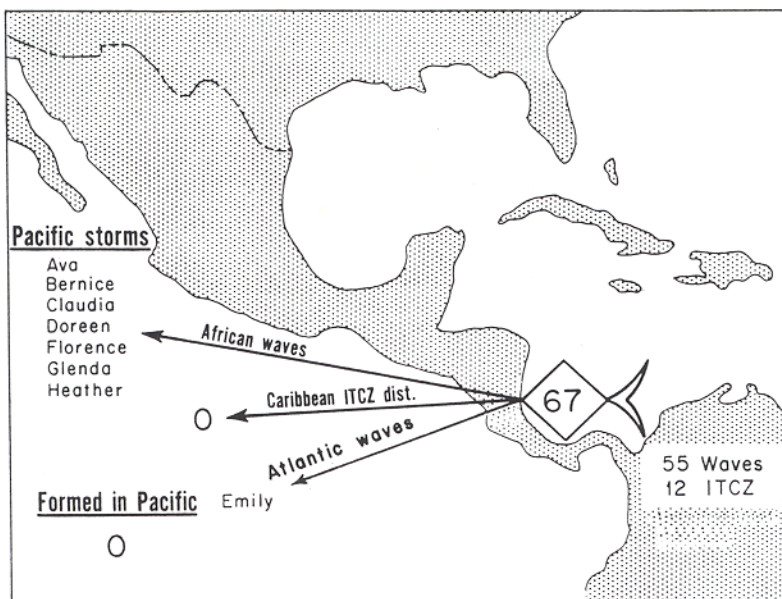 Pacific storms
Ava
Bernice
Claudia
Doreen
Florence
Glenda
Heather
African waves
Caribbean ITCZ dist.
O
Atlantic waves
67
55 Waves
12 ITCZ
Formed in Pacific
Emily
O